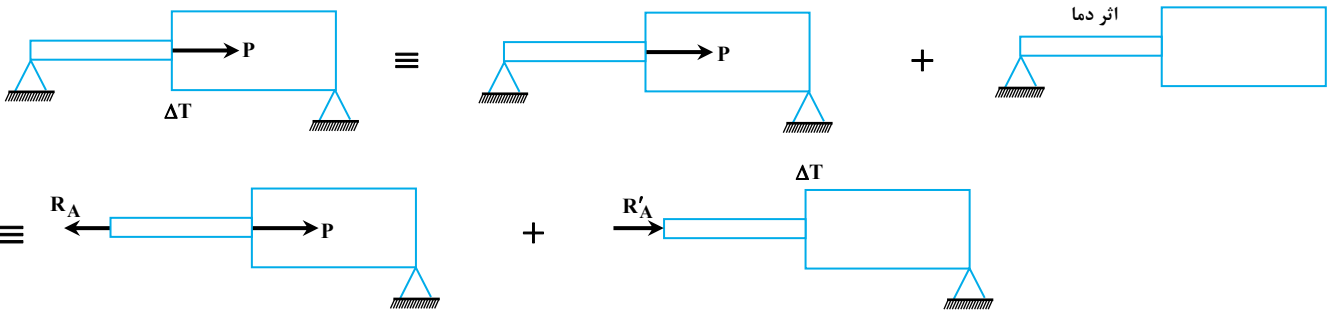 اثر دما
P ≡ P +
ΔT
≡ R_A P + R'_A ΔT